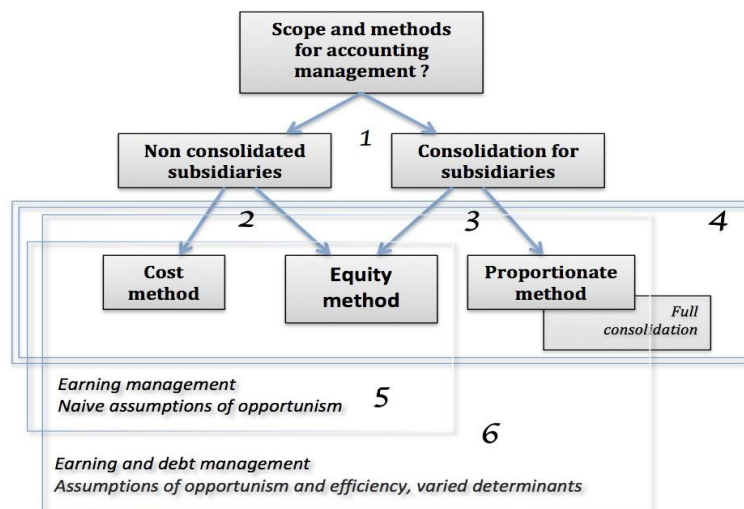 Scope and methods
for accounting
management ?
1
Non consolidated
subsidiaries
Consolidation for
subsidiaries
2
3
4
Cost
method
Equity
method
Proportionate
method
Full
consolidation
Earning management
Naive assumptions of opportunism
5
6
Earning and debt management
Assumptions of opportunism and efficiency, varied determinants